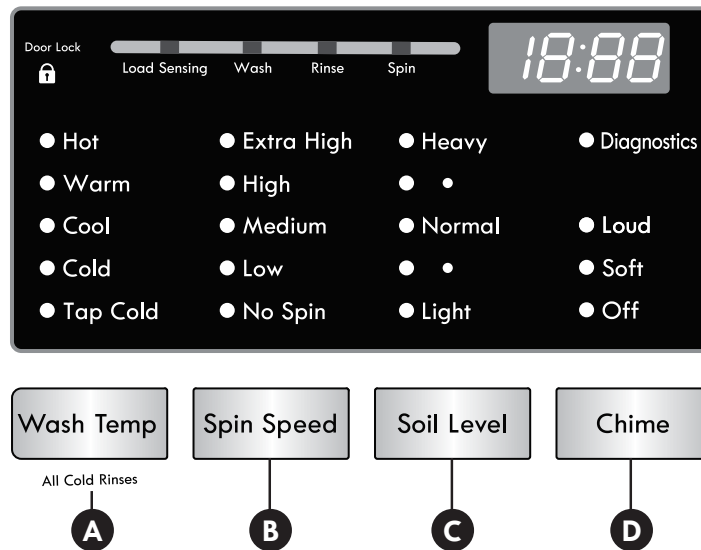 Door Lock
18:88
Load Sensing Wash Rinse Spin
Hot Extra High Heavy Diagnostics
Warm High
Cool Medium Normal Loud
Cold Low Soft
Tap Cold No Spin Light Off
Wash Temp Spin Speed Soil Level Chime
All Cold Rinses
A B C D